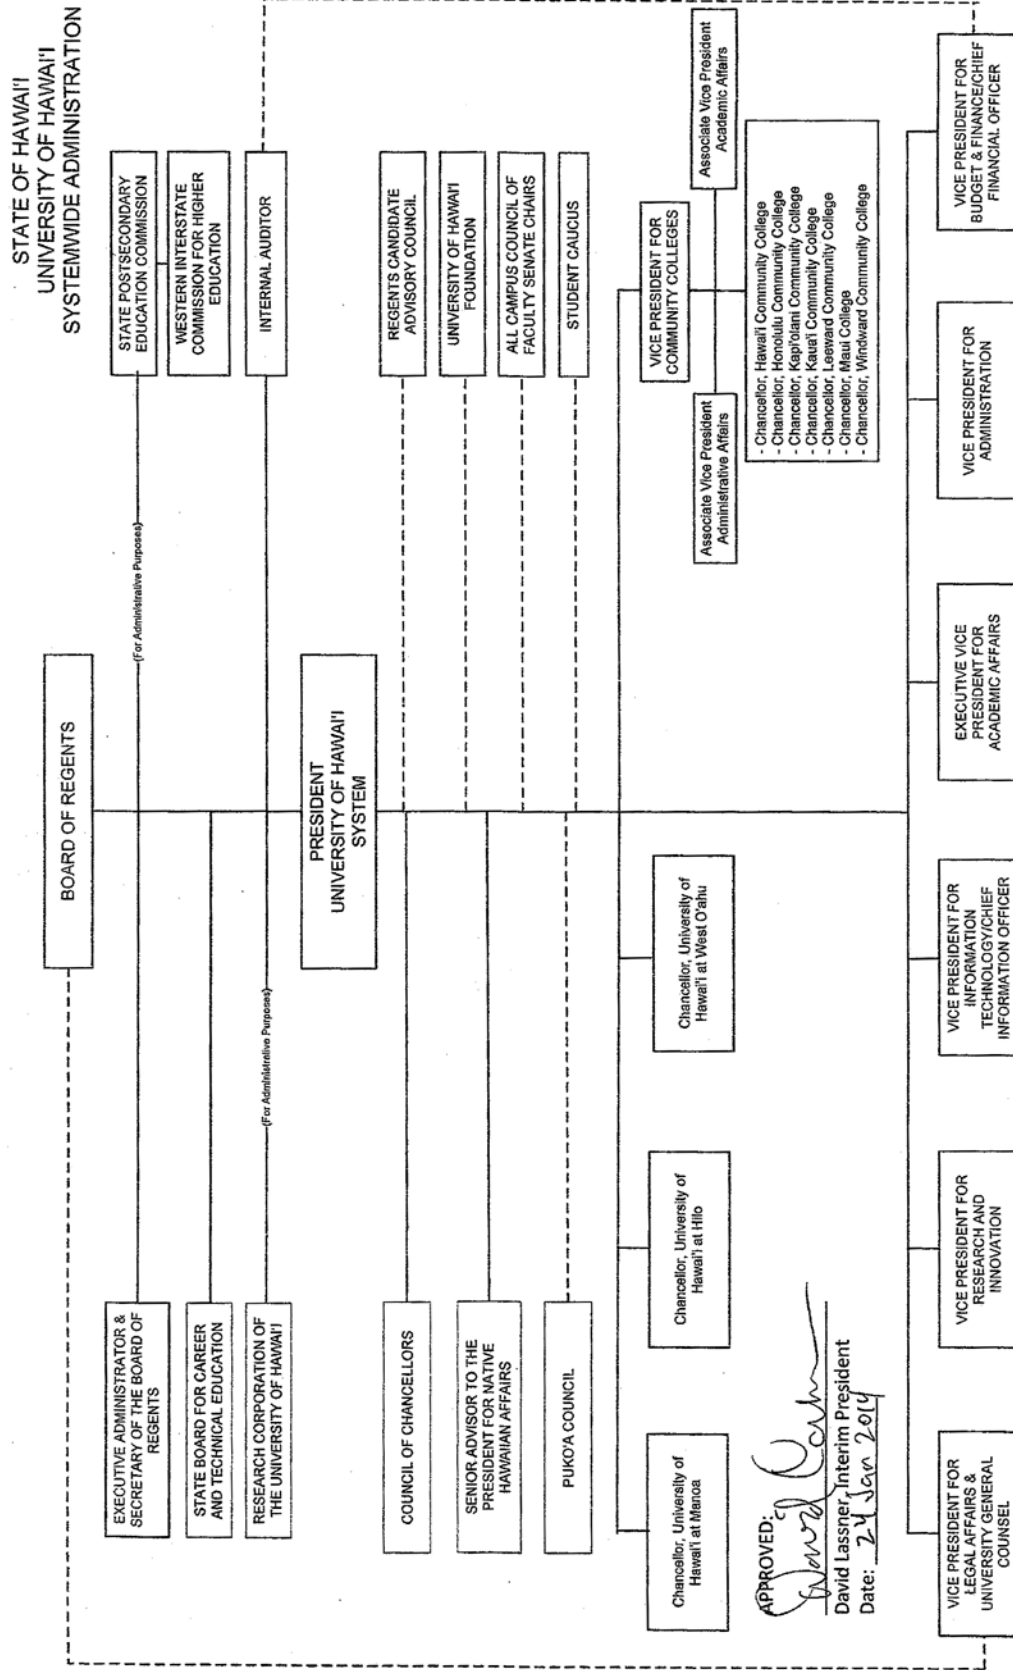 STATE OF HAWAI'I
UNIVERSITY OF HAWAI'I
SYSTEMWIDE ADMINISTRATION
BOARD OF REGENTS
EXECUTIVE ADMINISTRATOR &
SECRETARY OF THE BOARD OF
REGENTS
(For Administrative Purposes)
STATE POSTSECONDARY
EDUCATION COMMISSION
WESTERN INTERSTATE
COMMISSION FOR HIGHER
EDUCATION
STATE BOARD FOR CAREER
AND TECHNICAL EDUCATION
RESEARCH CORPORATION OF
THE UNIVERSITY OF HAWAI'I
(For Administrative Purposes)
INTERNAL AUDITOR
PRESIDENT
UNIVERSITY OF HAWAI'I
SYSTEM
COUNCIL OF CHANCELLORS
REGENTS CANDIDATE
ADVISORY COUNCIL
SENIOR ADVISOR TO THE
PRESIDENT FOR NATIVE
HAWAIIAN AFFAIRS
UNIVERSITY OF HAWAI'I
FOUNDATION
ALL CAMPUS COUNCIL OF
FACULTY SENATE CHAIRS
PUKO'A COUNCIL
STUDENT CAUCUS
Chancellor, University of
Hawai'i at Manoa
Chancellor, University of
Hawai'i at Hilo
Chancellor, University of
Hawai'i at West O'ahu
VICE PRESIDENT FOR
COMMUNITY COLLEGES
Associate Vice President
Administrative Affairs
Associate Vice President
Academic Affairs
- Chancellor, Hawai'i Community College
- Chancellor, Honolulu Community College
- Chancellor, Kapi'olani Community College
- Chancellor, Kaua'i Community College
- Chancellor, Leeward Community College
- Chancellor, Maui College
- Chancellor, Windward Community College
APPROVED:
David Lassner, Interim President
Date: 24 Jan 2014
VICE PRESIDENT FOR
LEGAL AFFAIRS &
UNIVERSITY GENERAL
COUNSEL
VICE PRESIDENT FOR
RESEARCH AND
INNOVATION
VICE PRESIDENT FOR
INFORMATION
TECHNOLOGY/CHIEF
INFORMATION OFFICER
EXECUTIVE VICE
PRESIDENT FOR
ACADEMIC AFFAIRS
VICE PRESIDENT FOR
ADMINISTRATION
VICE PRESIDENT FOR
BUDGET & FINANCE/CHIEF
FINANCIAL OFFICER